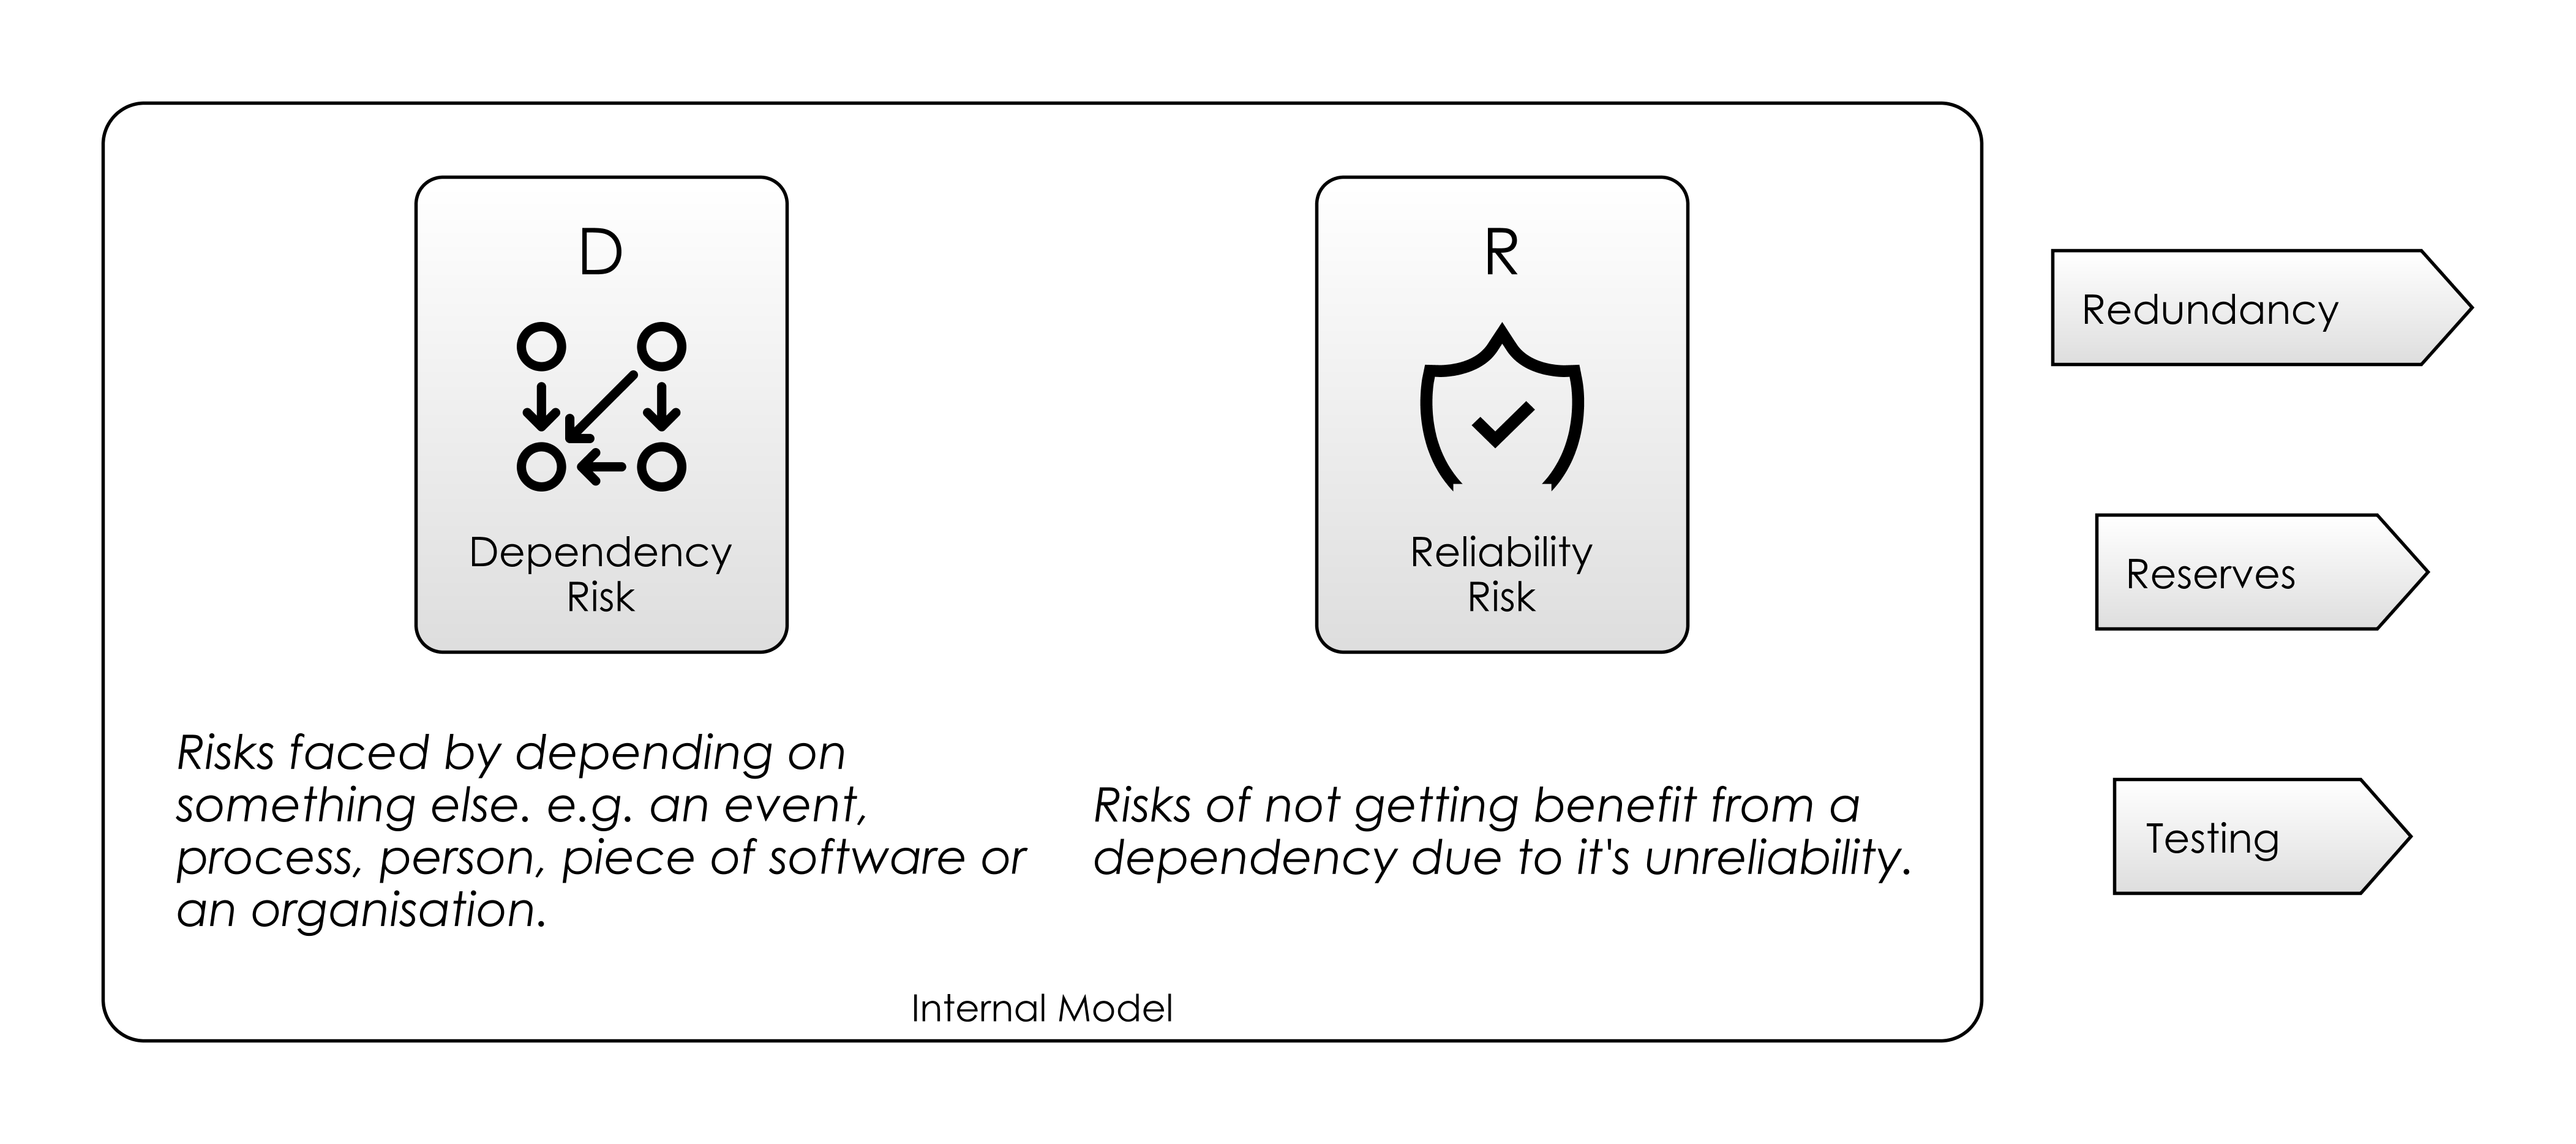 D
Dependency
Risk
Risks faced by depending on
something else. e.g. an event,
process, person, piece of software or
an organisation.
R
Reliability
Risk
Risks of not getting benefit from a
dependency due to it's unreliability.
Internal Model
Redundancy
Reserves
Testing